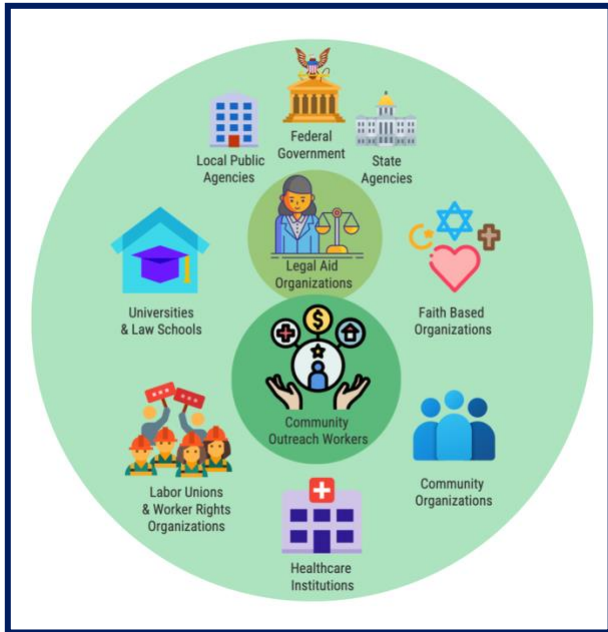 Federal
Government
Local Public
Agencies
State
Agencies
Legal Aid
Organizations
Universities
& Law Schools
Faith Based
Organizations
Community
Outreach Workers
Labor Unions
& Worker Rights
Organizations
Community
Organizations
Healthcare
Institutions